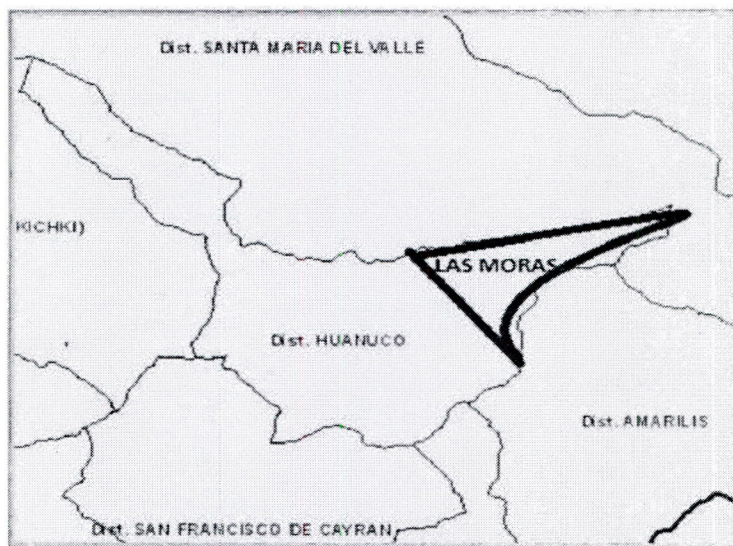 Dist. SANTA MARIA DEL VALLE
KICHKI)
LAS MORAS
Dist. HUANUCO
Dist. AMARILIS
Dist. SAN FRANCISCO DE CAYRAN